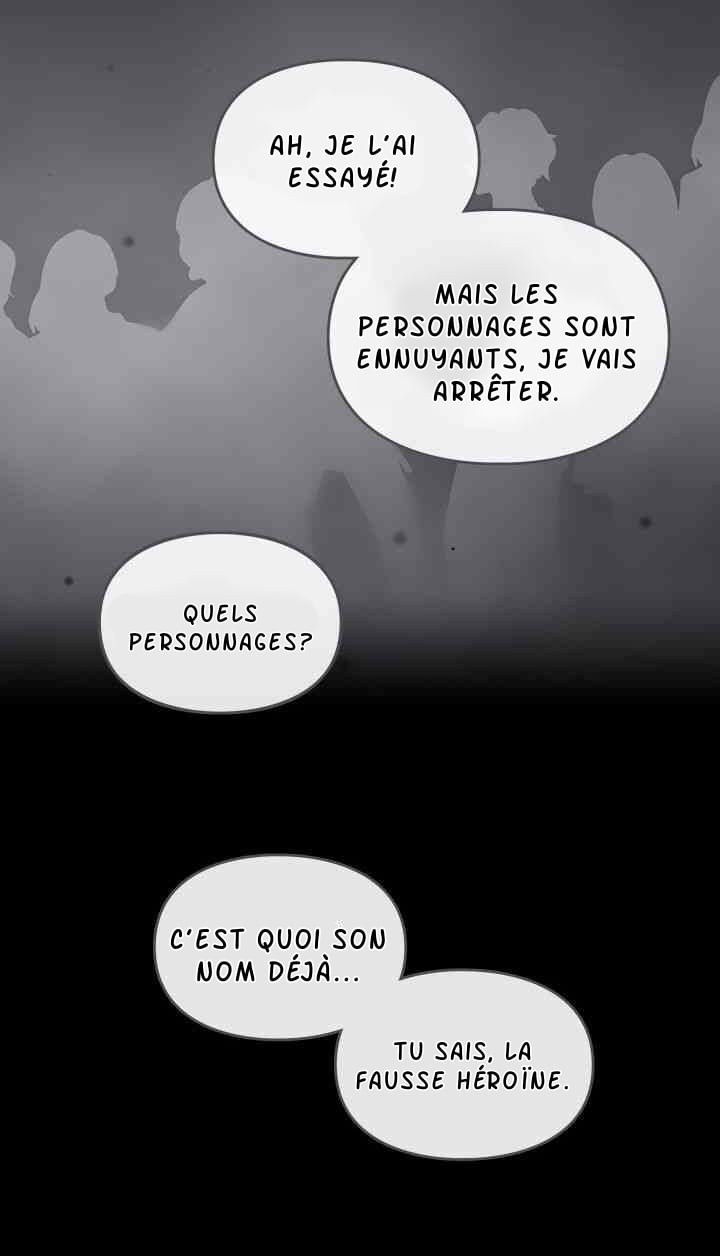 AH, JE L'AI
ESSAYÉ!
MAIS LES
PERSONNAGES SONT
ENNUYANTS, JE VAIS
ARRÊTER.
QUELS
PERSONNAGES?
C'EST QUOI SON
NOM DÉJÀ...
TU SAIS, LA
FAUSSE HÉROÏNE.